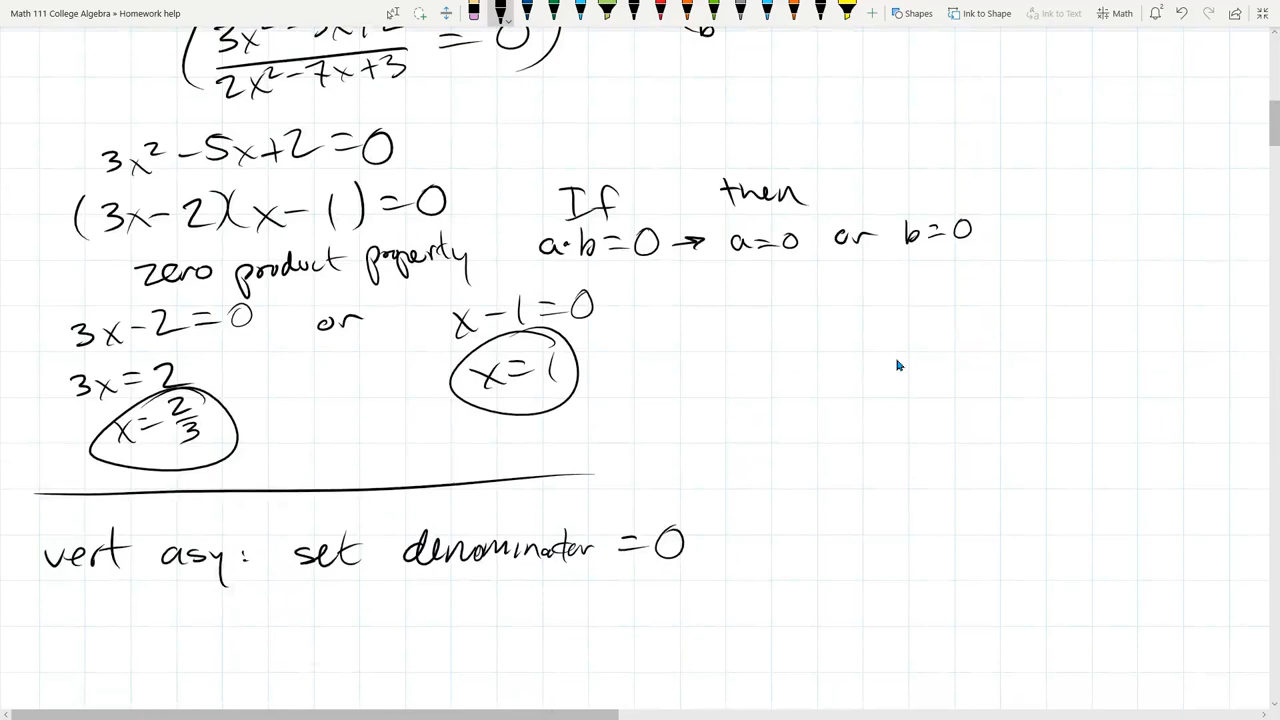 Math 111 College Algebra » Homework help
Shapes Ink to Shape Ink to Text Math
= 0
2x² - 7x + 3
b
3x² - 5x + 2 = 0
(3x - 2)(x - 1) = 0
If then
a·b = 0 → a = 0 or b = 0
zero product property
3x - 2 = 0 or x - 1 = 0
3x = 2 x = 1
x = 2/3
vert asy: set denominator = 0